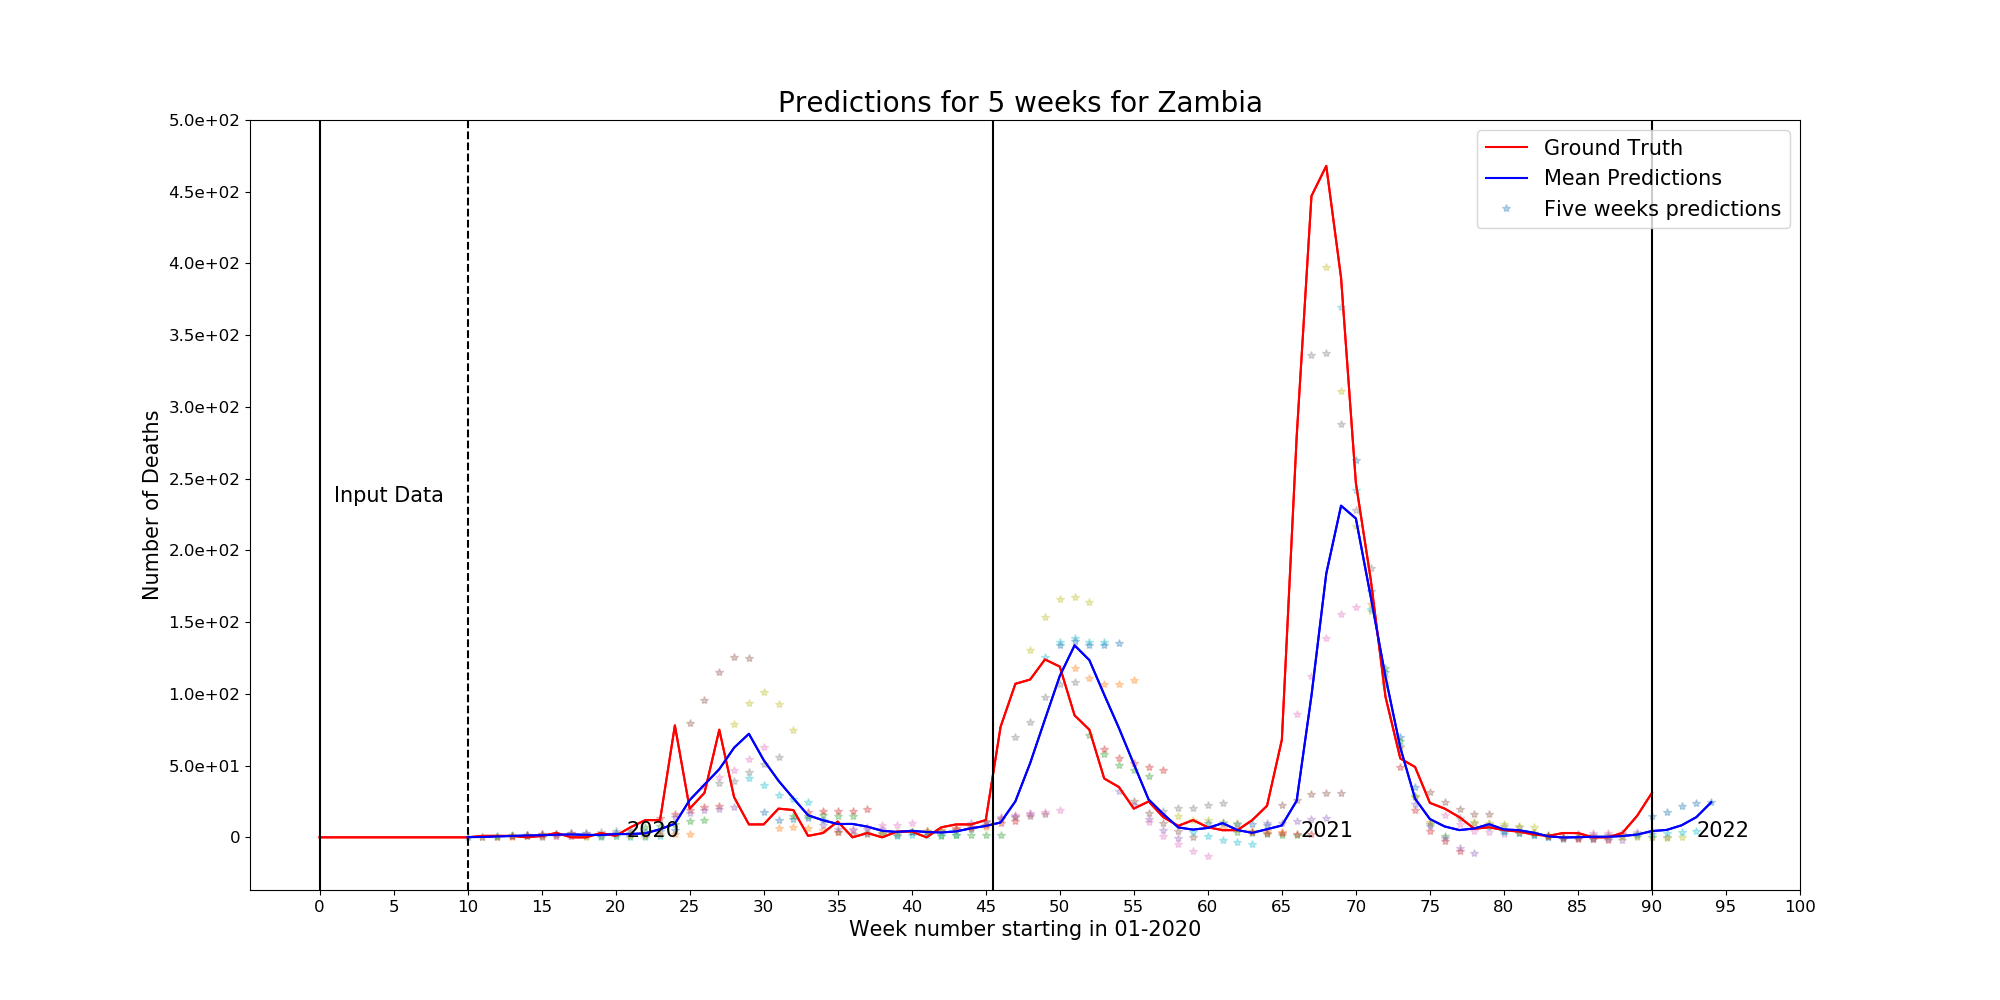 Predictions for 5 weeks for Zambia
5.0e+02
4.5e+02
4.0e+02
3.5e+02
3.0e+02
2.5e+02
2.0e+02
1.5e+02
1.0e+02
5.0e+01
0
Number of Deaths
Ground Truth
Mean Predictions
Five weeks predictions
Input Data
2020
2021
2022
0 5 10 15 20 25 30 35 40 45 50 55 60 65 70 75 80 85 90 95 100
Week number starting in 01-2020